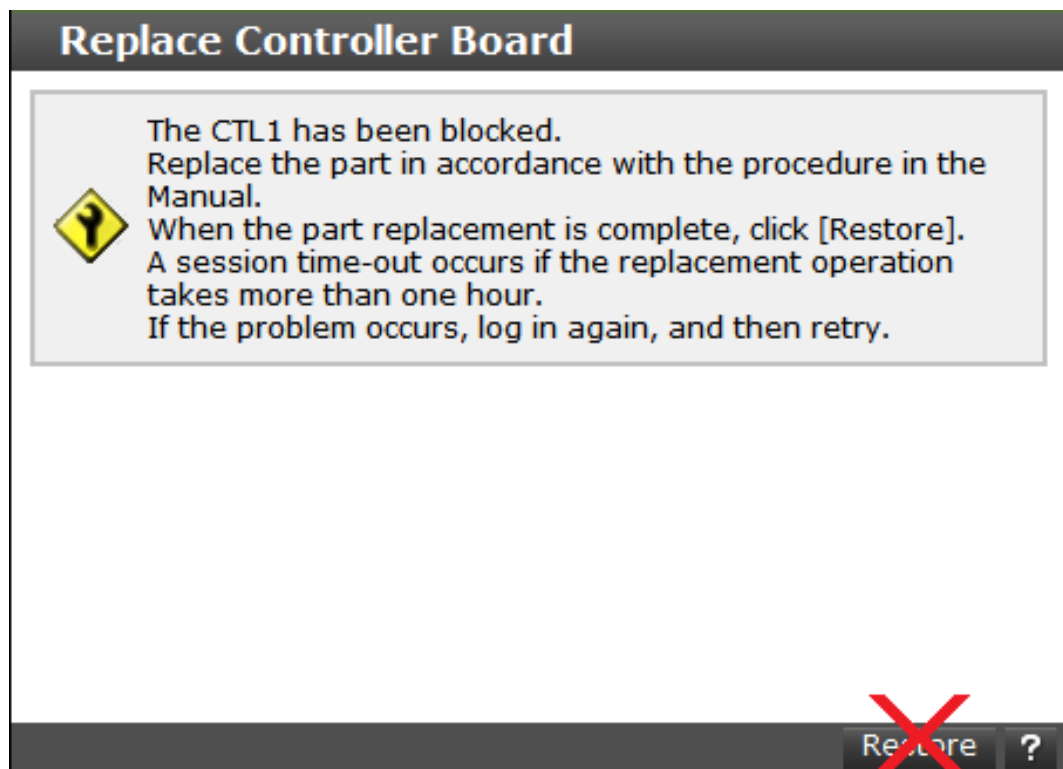 Replace Controller Board
The CTL1 has been blocked.
Replace the part in accordance with the procedure in the
Manual.
When the part replacement is complete, click [Restore].
A session time-out occurs if the replacement operation
takes more than one hour.
If the problem occurs, log in again, and then retry.
Restore ?